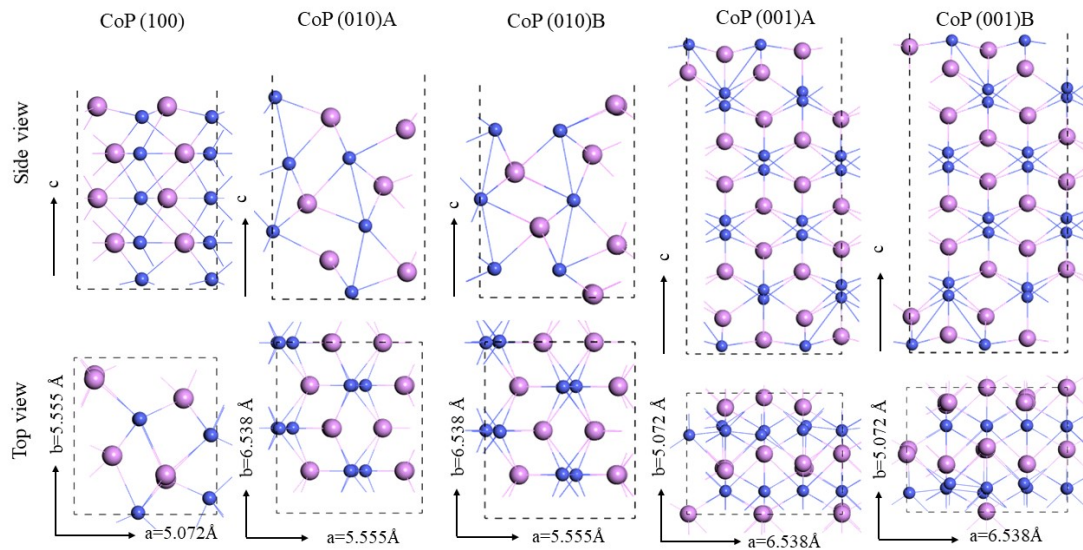 CoP (100)
CoP (010)A
CoP (010)B
CoP (001)A
CoP (001)B
Side view
c
c
c
c
c
Top view
b=5.555 Å
a=5.072Å
b=6.538 Å
a=5.555Å
b=6.538 Å
a=5.555Å
b=5.072 Å
a=6.538Å
b=5.072 Å
a=6.538Å